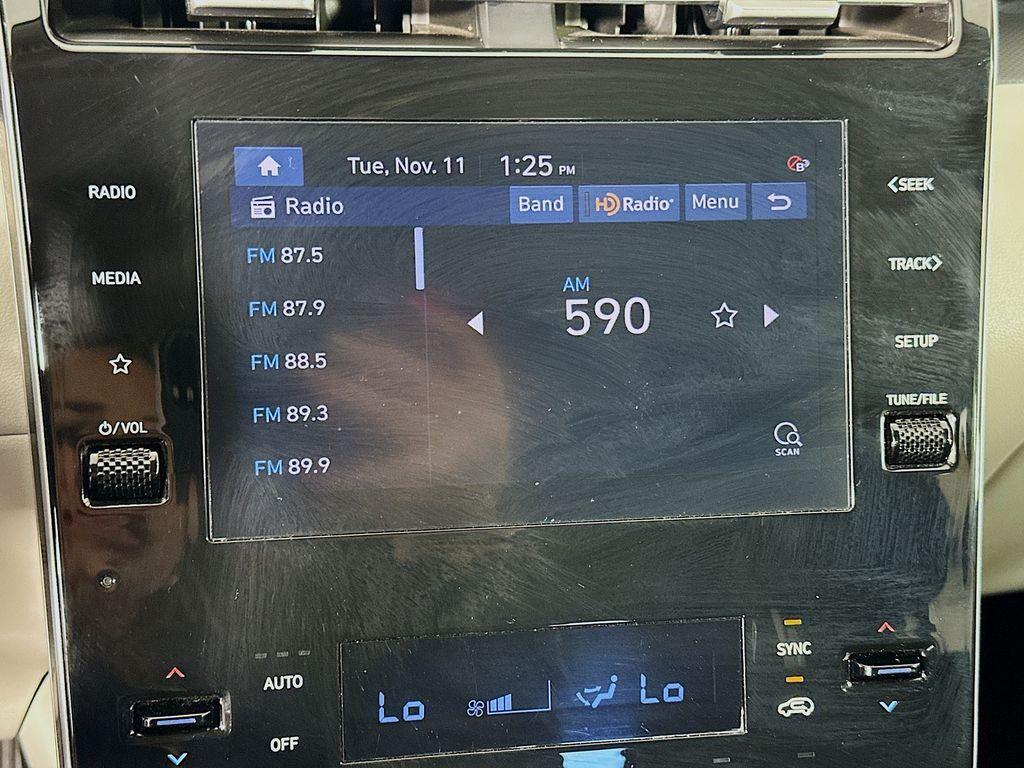 Tue, Nov. 11 1:25 PM
RADIO
<SEEK
Radio Band HD Radio Menu
FM 87.5
MEDIA
TRACK>
FM 87.9
AM
590
SETUP
FM 88.5
FM 89.3
TUNE/FILE
/VOL
SCAN
FM 89.9
SYNC
AUTO
Lo Lo
OFF